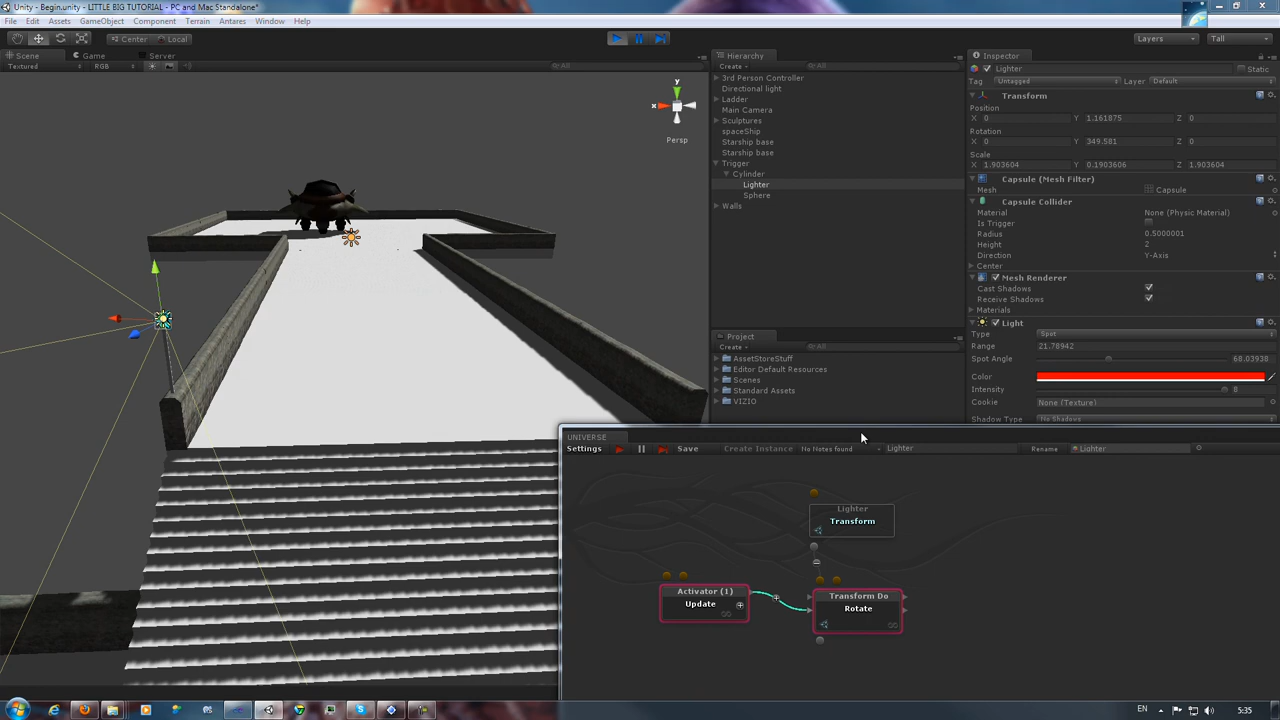 Unity - Begin.unity - LITTLE BIG TUTORIAL - PC and Mac Standalone*
File Edit Assets GameObject Component Terrain Antares Window Help
Center Local
Layers Tall
Scene Game Server
Textured RGB All
Persp
x
y
Hierarchy
Create All
3rd Person Controller
Directional light
Ladder
Main Camera
Sculptures
spaceShip
Starship base
Starship base
Trigger
Cylinder
Lighter
Sphere
Walls
Project
Create All
AssetStoreStuff
Editor Default Resources
Scenes
Standard Assets
VIZIO
Inspector
Lighter Static
Tag Untagged Layer Default
Transform
Position
X 0 Y 1.161875 Z 0
Rotation
X 0 Y 349.581 Z 0
Scale
X 1.903604 Y 0.1903606 Z 1.903604
Capsule (Mesh Filter)
Mesh Capsule
Capsule Collider
Material None (Physic Material)
Is Trigger
Radius 0.5000001
Height 2
Direction Y-Axis
Center
Mesh Renderer
Cast Shadows
Receive Shadows
Materials
Light
Type Spot
Range 21.78942
Spot Angle 68.03938
Color
Intensity 8
Cookie None (Texture)
Shadow Type No Shadows
UNIVERSE
Settings Save Create Instance No Notes found Lighter Rename Lighter
Lighter
Transform
Activator (1)
Update
Transform Do
Rotate
EN 5:35